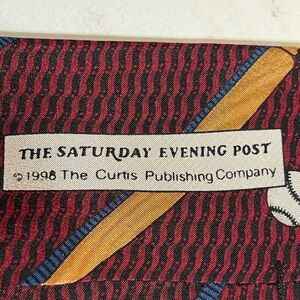 THE SATURDAY EVENING POST
©1998 The Curtis Publishing Company